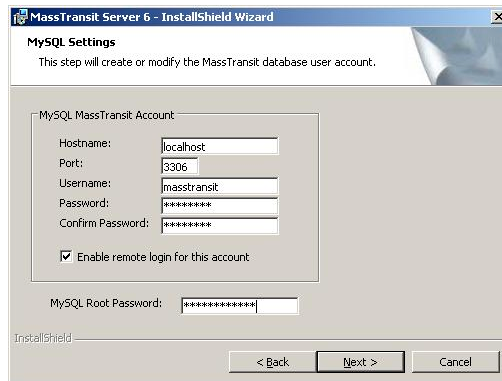 MassTransit Server 6 - InstallShield Wizard
MySQL Settings
This step will create or modify the MassTransit database user account.
MySQL MassTransit Account
Hostname: localhost
Port: 3306
Username: masstransit
Password: ********
Confirm Password: ********
Enable remote login for this account
MySQL Root Password: ************
InstallShield
< Back Next > Cancel